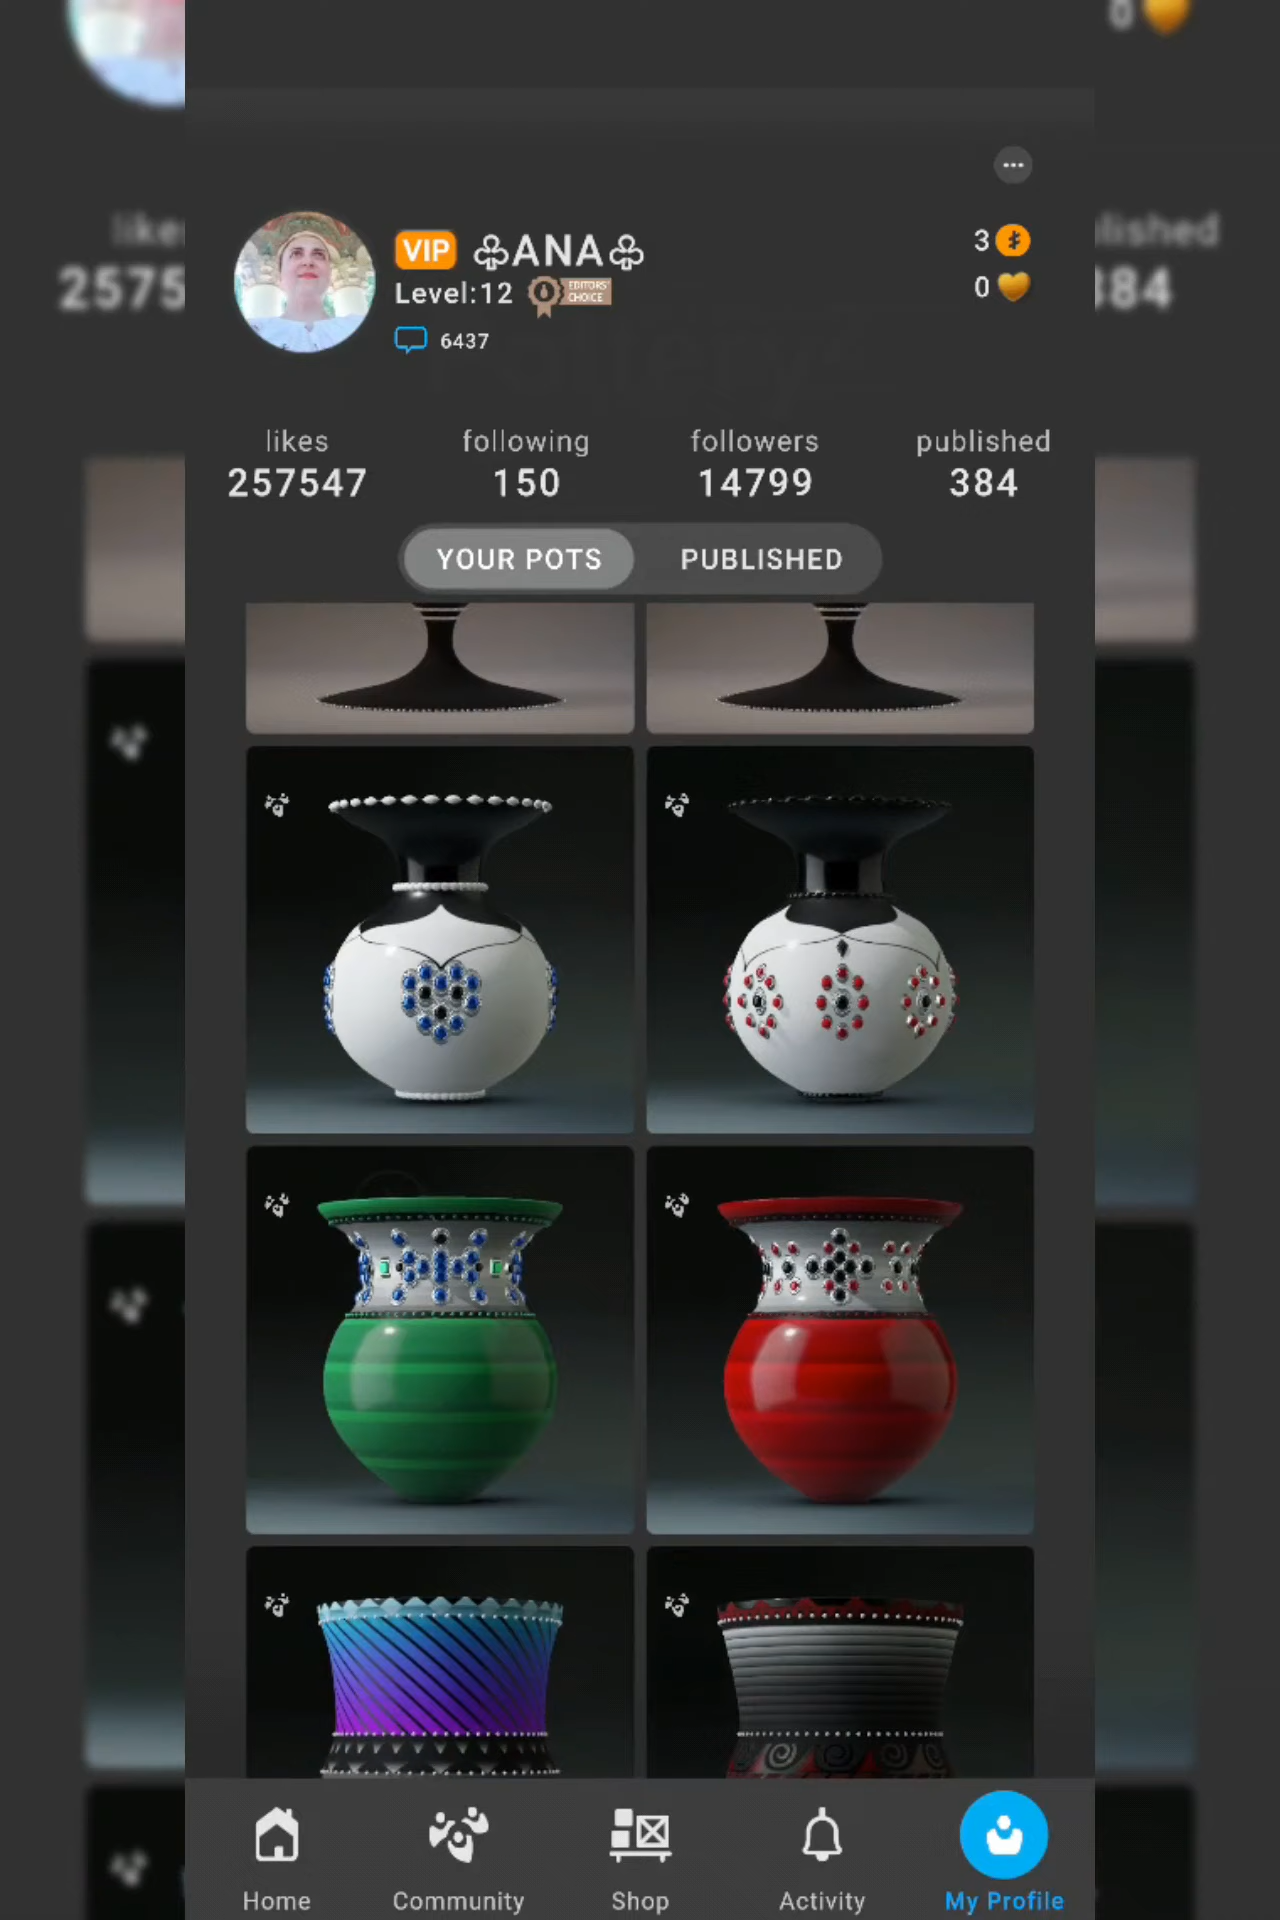 VIP ♧ANA♧
3
Level:12 EDITORS' CHOICE
0
6437
likes following followers published
257547 150 14799 384
YOUR POTS PUBLISHED
Home Community Shop Activity My Profile